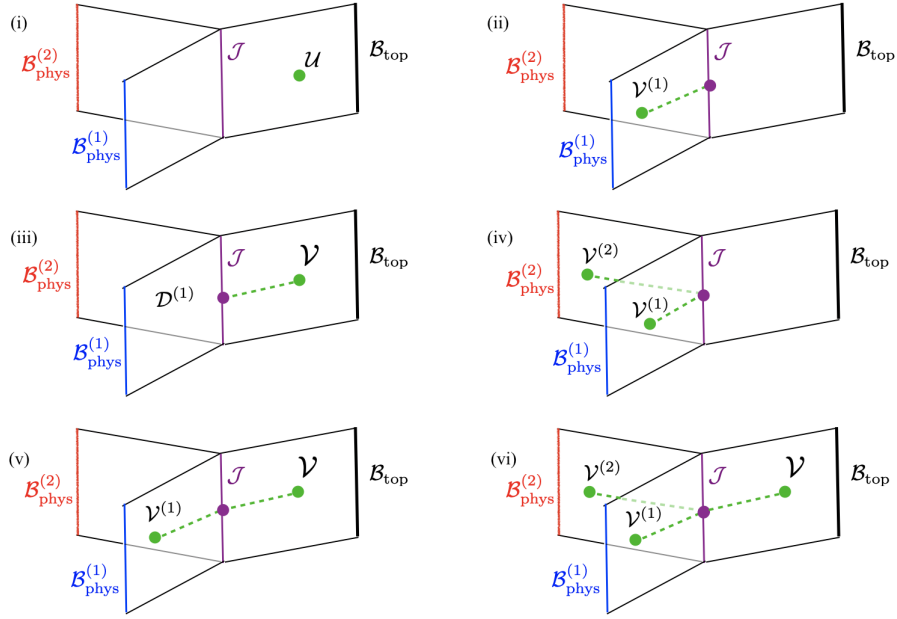 (i) 𝒥 𝒰 ℬ_top
ℬ_phys^(2)
ℬ_phys^(1)
(ii) 𝒥 ℬ_top
ℬ_phys^(2) 𝒱^(1)
ℬ_phys^(1)
(iii) 𝒥 𝒱 ℬ_top
ℬ_phys^(2) 𝒟^(1)
ℬ_phys^(1)
(iv) 𝒱^(2) 𝒥 ℬ_top
ℬ_phys^(2) 𝒱^(1)
ℬ_phys^(1)
(v) 𝒥 𝒱 ℬ_top
ℬ_phys^(2) 𝒱^(1)
ℬ_phys^(1)
(vi) 𝒱^(2) 𝒥 𝒱 ℬ_top
ℬ_phys^(2) 𝒱^(1)
ℬ_phys^(1)